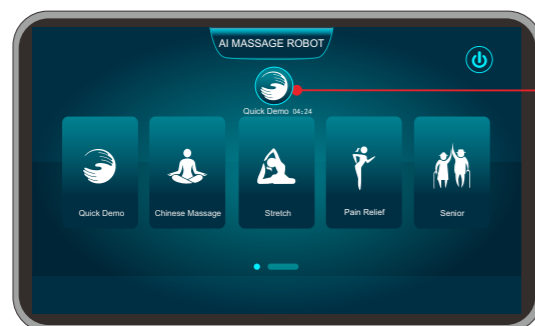 AI MASSAGE ROBOT
Quick Demo 04:24
Quick Demo
Chinese Massage
Stretch
Pain Relief
Senior